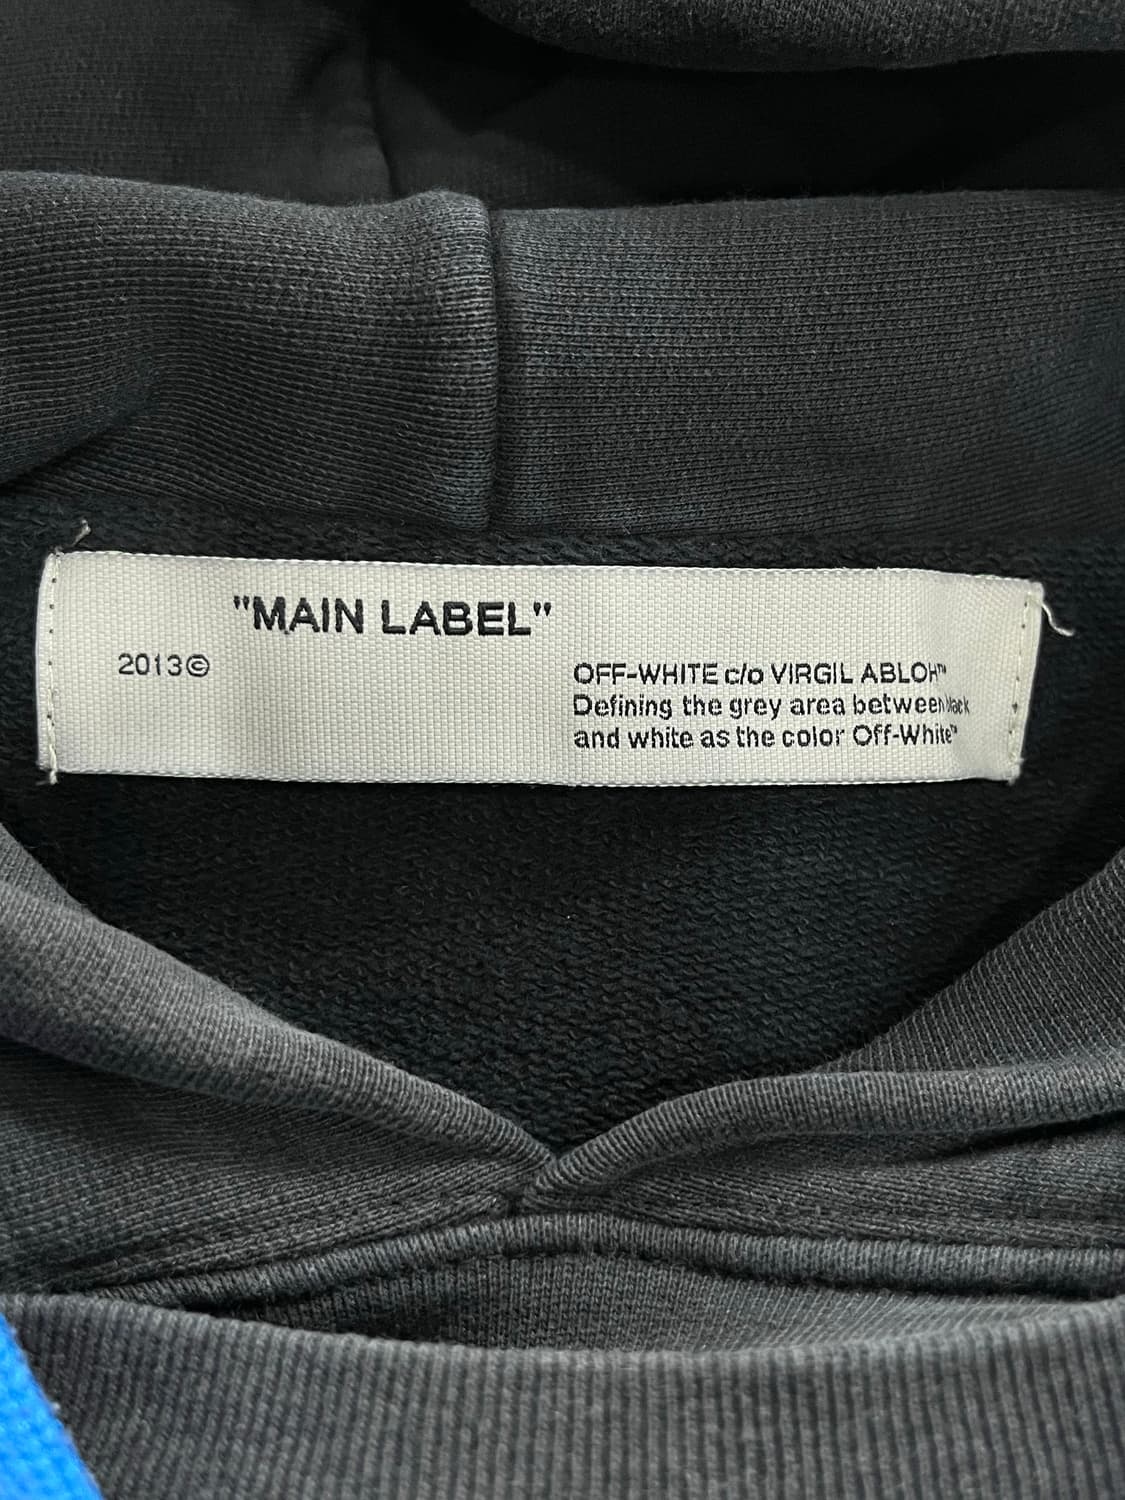 "MAIN LABEL"
2013©
OFF-WHITE c/o VIRGIL ABLOH™
Defining the grey area between black
and white as the color Off-White™